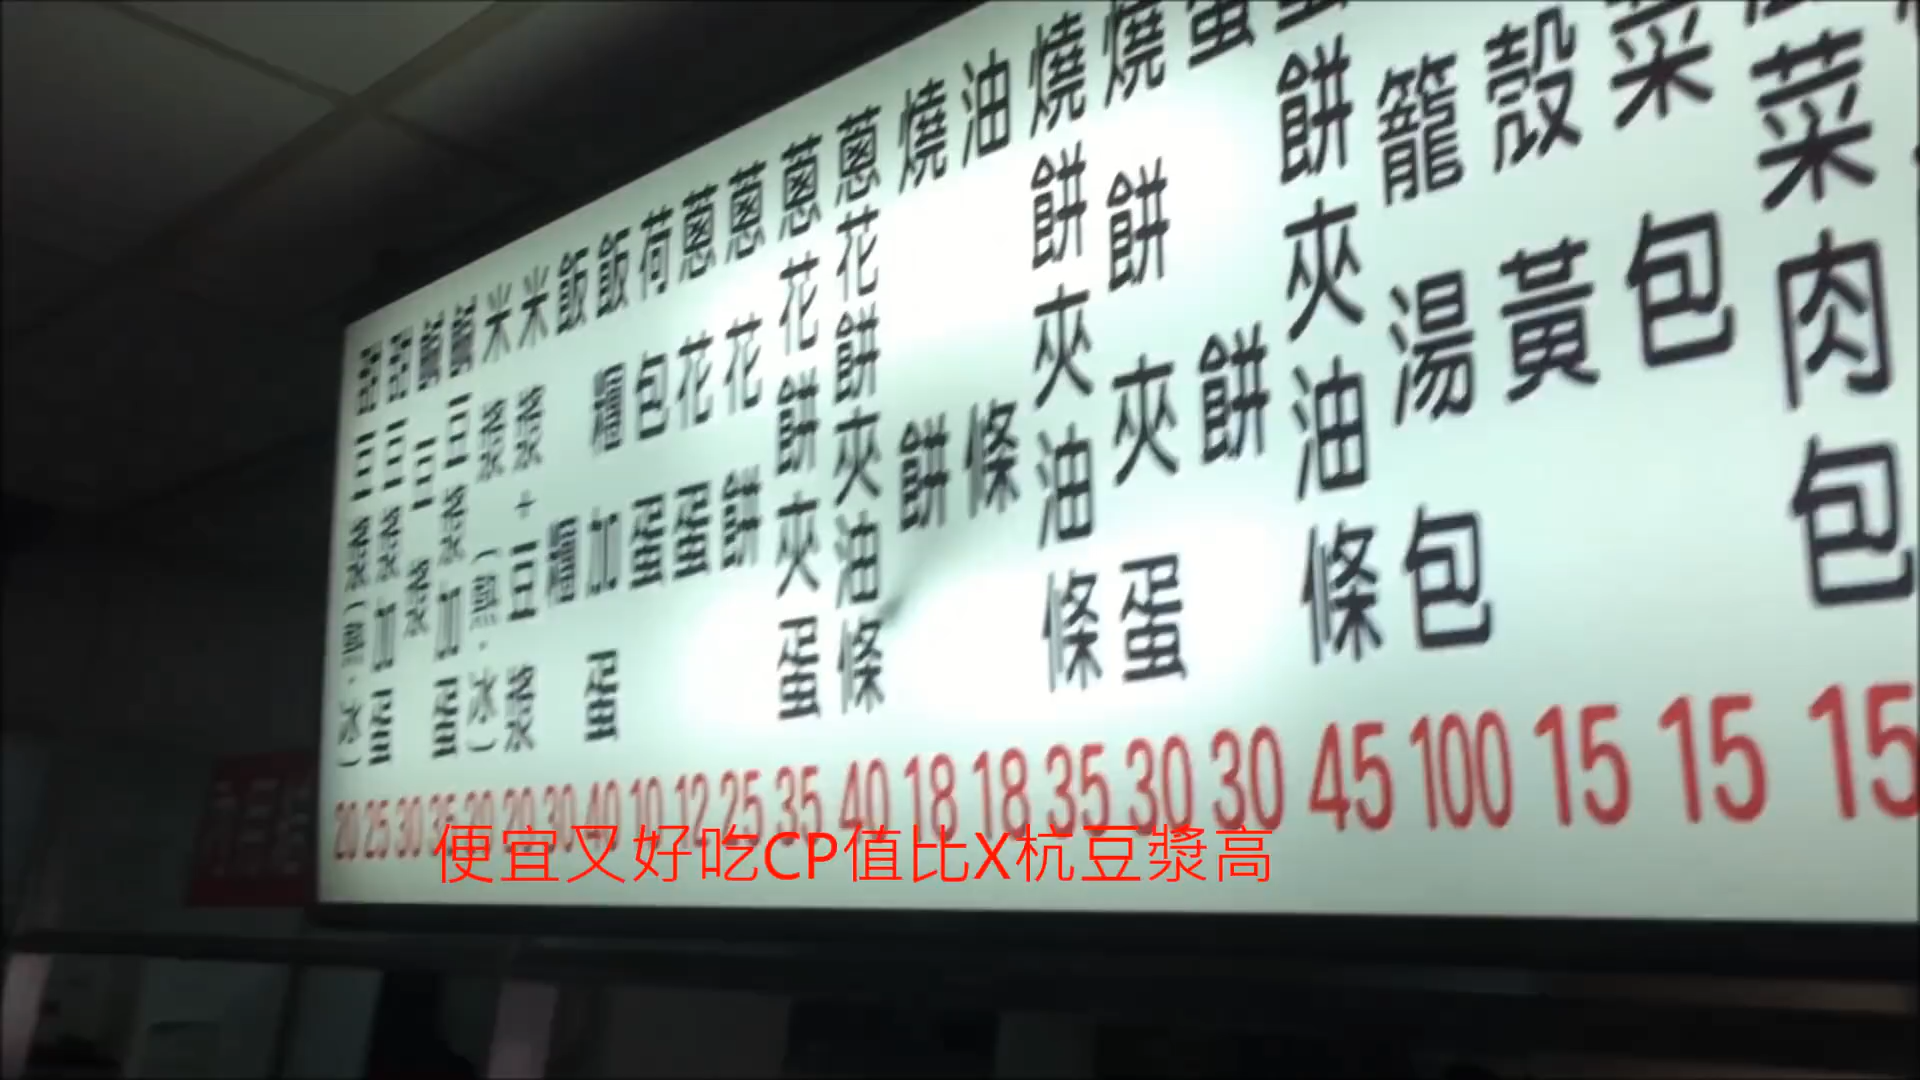 菜肉包 15
菜包 15
殼黃 15
籠湯包 100
蛋餅夾油條 45
蛋餅 30
燒餅夾蛋 30
燒餅夾油條 35
油條 18
燒餅 18
蔥花餅夾油條 40
蔥花餅夾蛋 35
蔥花餅 25
蔥花蛋 12
荷包蛋 10
飯糰加蛋 40
飯糰 30
米漿+豆漿 20
米漿(熱.冰) 20
鹹豆漿加蛋 35
鹹豆漿 30
甜豆漿加蛋 25
甜豆漿(熱.冰) 20
便宜又好吃CP值比X杭豆漿高